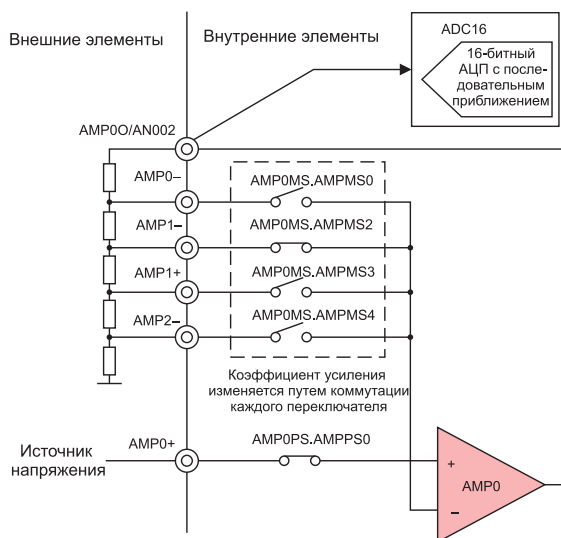 Внешние элементы
Внутренние элементы
ADC16
16-битный
АЦП с после-
довательным
приближением
AMP0O/AN002
AMP0–
AMP0MS.AMPMS0
AMP1–
AMP0MS.AMPMS2
AMP1+
AMP0MS.AMPMS3
AMP2–
AMP0MS.AMPMS4
Коэффициент усиления
изменяется путем коммутации
каждого переключателя
Источник
напряжения
AMP0+
AMP0PS.AMPPS0
+
AMP0
–